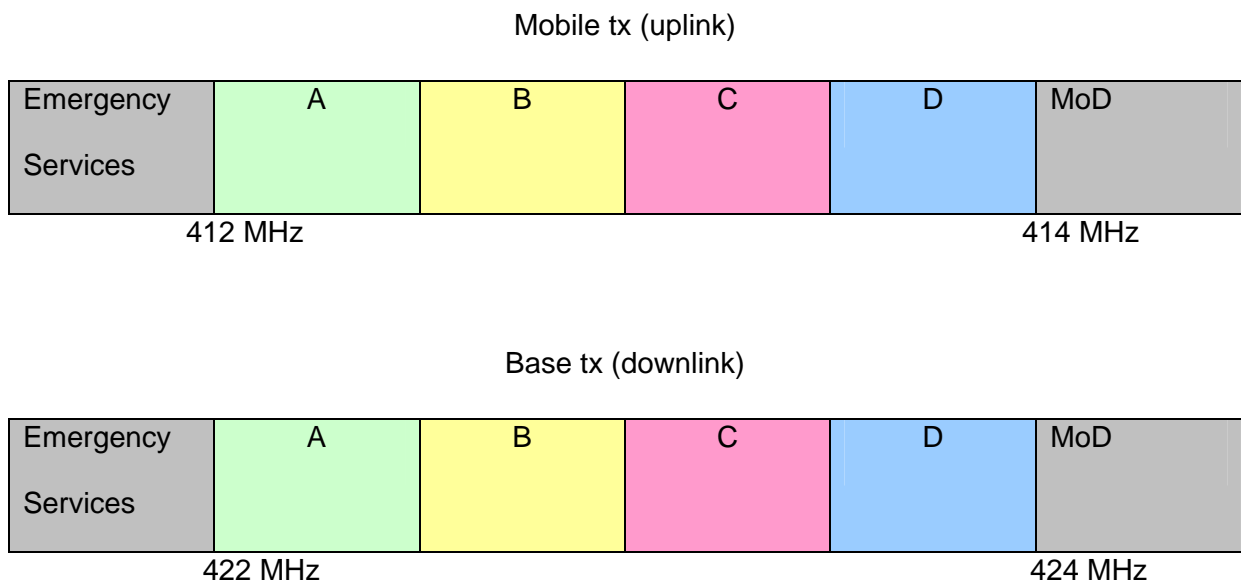 Mobile tx (uplink)
Emergency A B C D MoD
Services
412 MHz 414 MHz
Base tx (downlink)
Emergency A B C D MoD
Services
422 MHz 424 MHz